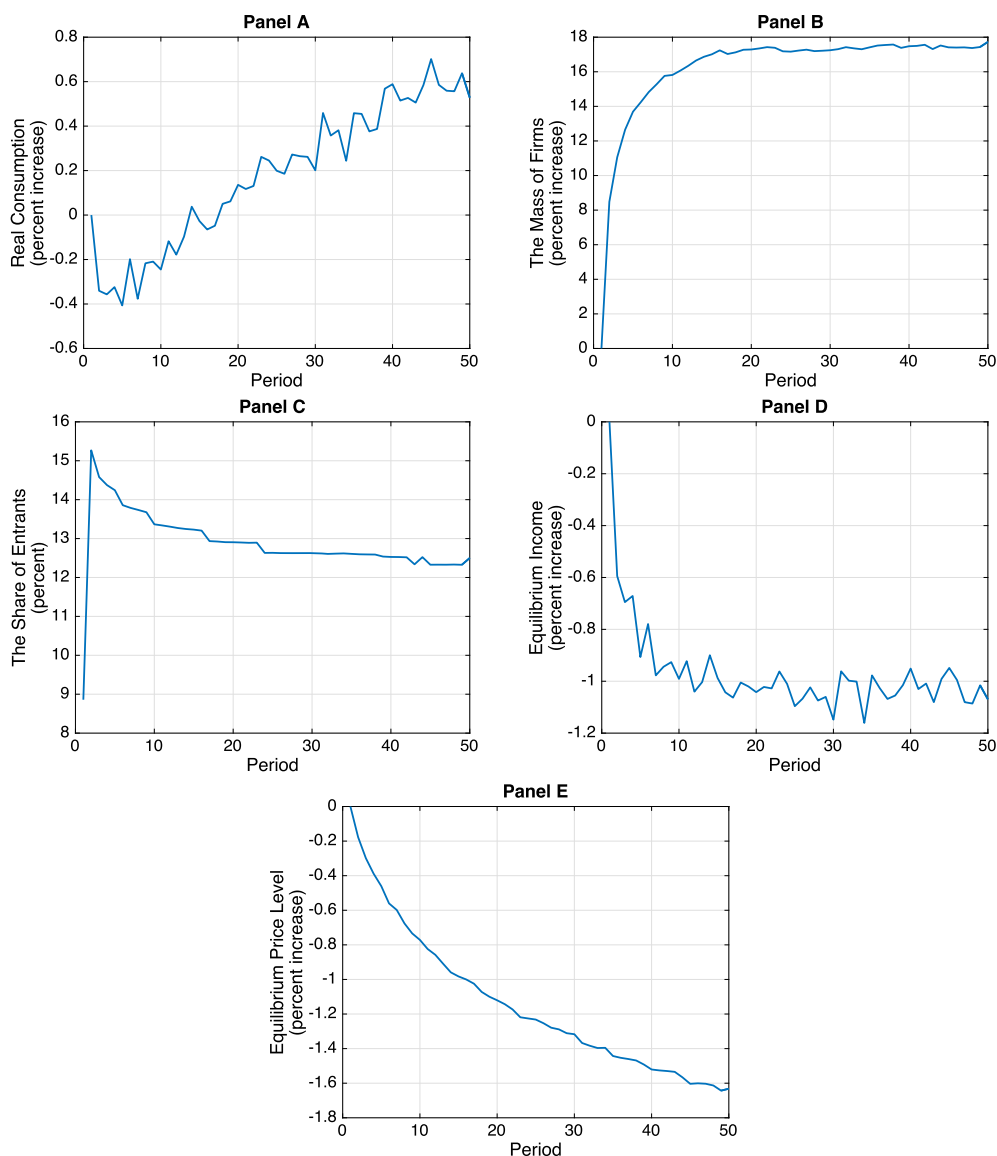 Panel A
0.8
0.6
0.4
0.2
0
-0.2
-0.4
-0.6
0 10 20 30 40 50
Real Consumption
(percent increase)
Period
Panel B
18
16
14
12
10
8
6
4
2
0
0 10 20 30 40 50
The Mass of Firms
(percent increase)
Period
Panel C
16
15
14
13
12
11
10
9
8
0 10 20 30 40 50
The Share of Entrants
(percent)
Period
Panel D
0
-0.2
-0.4
-0.6
-0.8
-1
-1.2
0 10 20 30 40 50
Equilibrium Income
(percent increase)
Period
Panel E
0
-0.2
-0.4
-0.6
-0.8
-1
-1.2
-1.4
-1.6
-1.8
0 10 20 30 40 50
Equilibrium Price Level
(percent increase)
Period